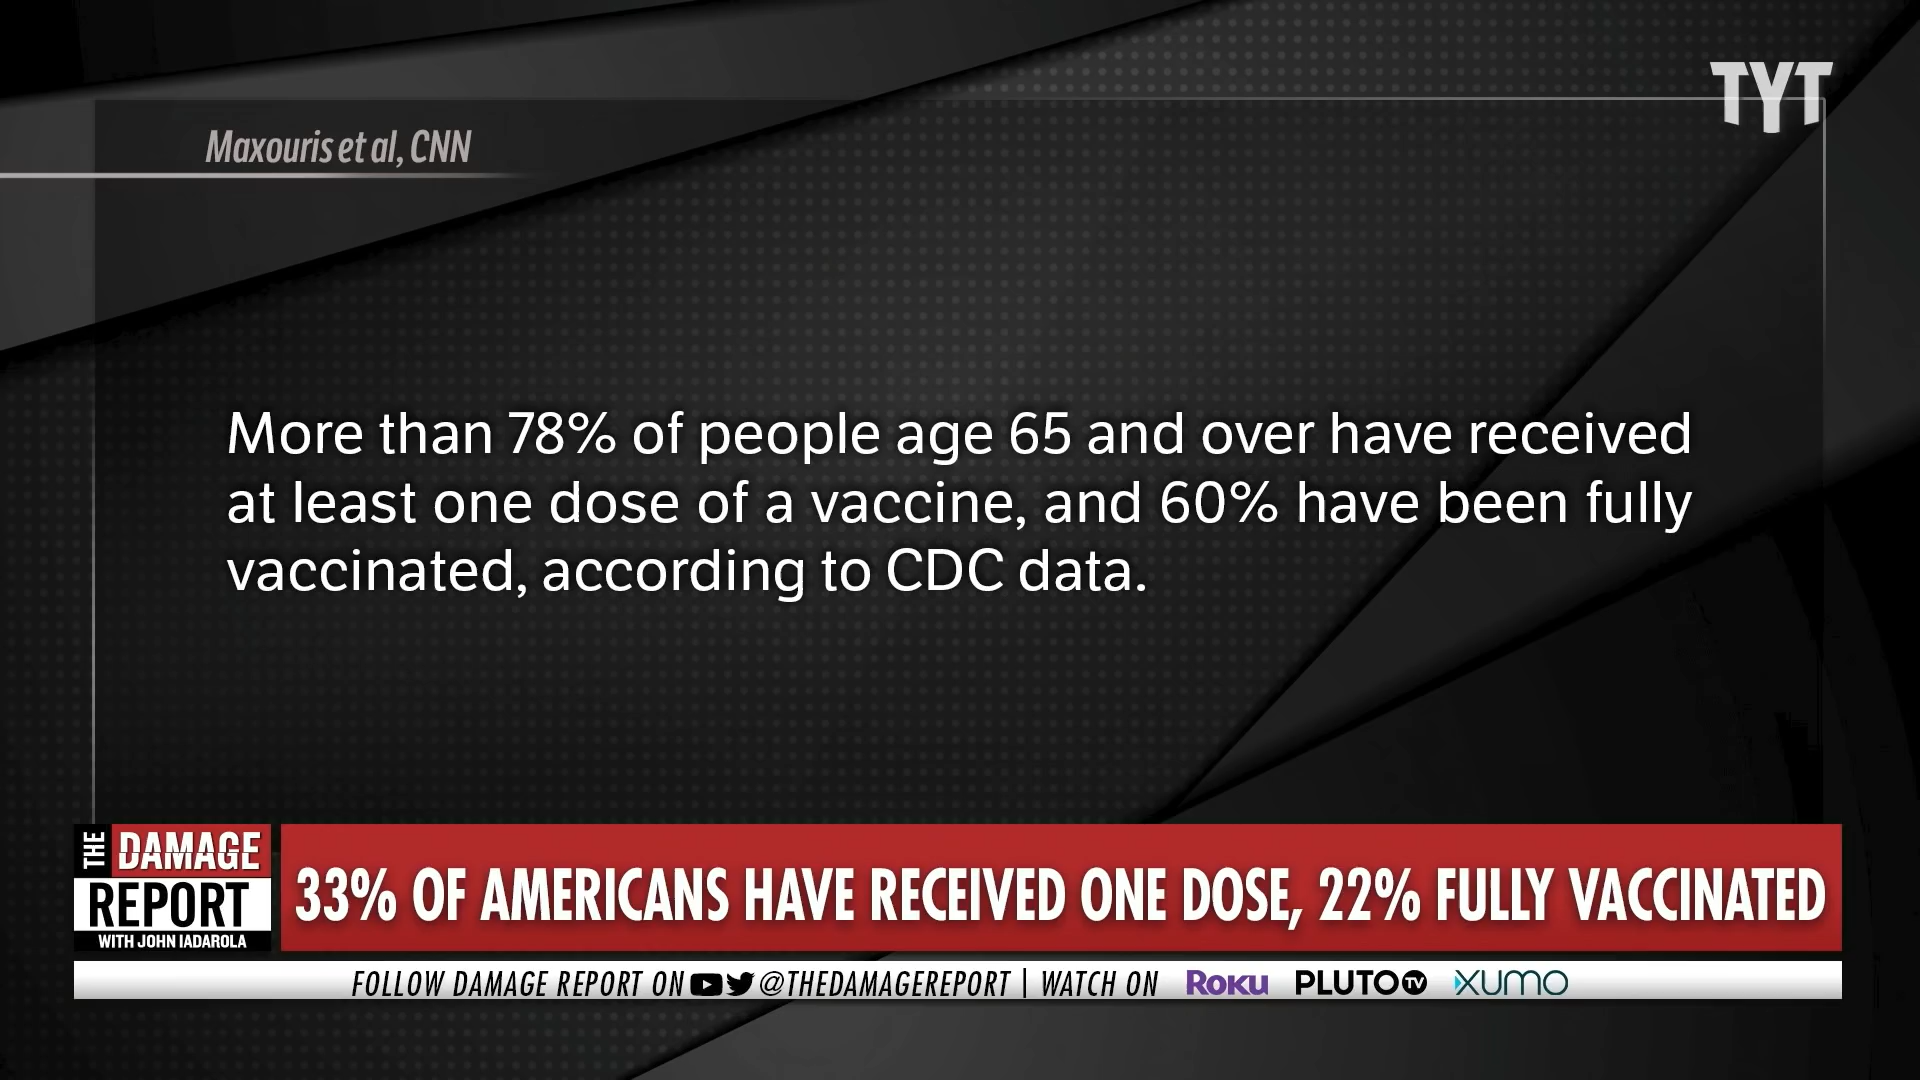 TYT
Maxouris et al, CNN
More than 78% of people age 65 and over have received
at least one dose of a vaccine, and 60% have been fully
vaccinated, according to CDC data.
THE DAMAGE
REPORT
WITH JOHN IADAROLA
33% OF AMERICANS HAVE RECEIVED ONE DOSE, 22% FULLY VACCINATED
FOLLOW DAMAGE REPORT ON @THEDAMAGEREPORT | WATCH ON ROKU PLUTO TV XUMO